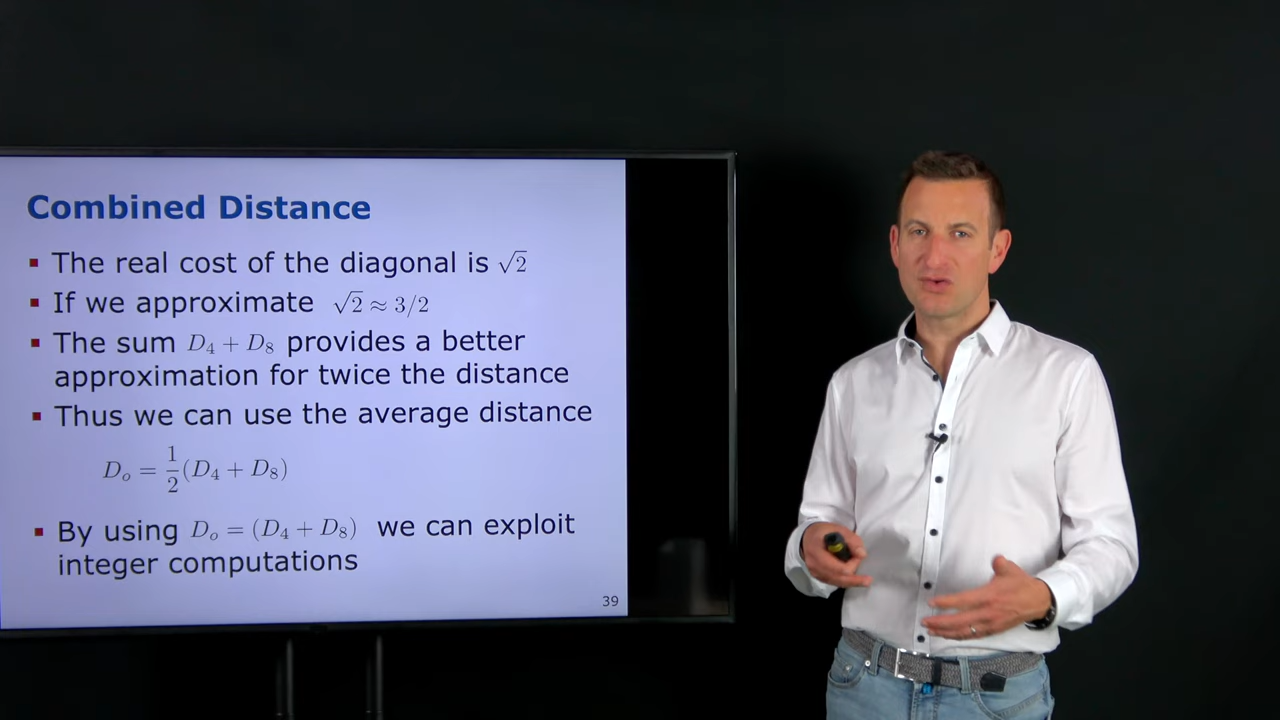 Combined Distance
▪ The real cost of the diagonal is √2
▪ If we approximate √2 ≈ 3/2
▪ The sum D₄ + D₈ provides a better
approximation for twice the distance
▪ Thus we can use the average distance
Dₒ = 1/2 (D₄ + D₈)
▪ By using Dₒ = (D₄ + D₈) we can exploit
integer computations
39